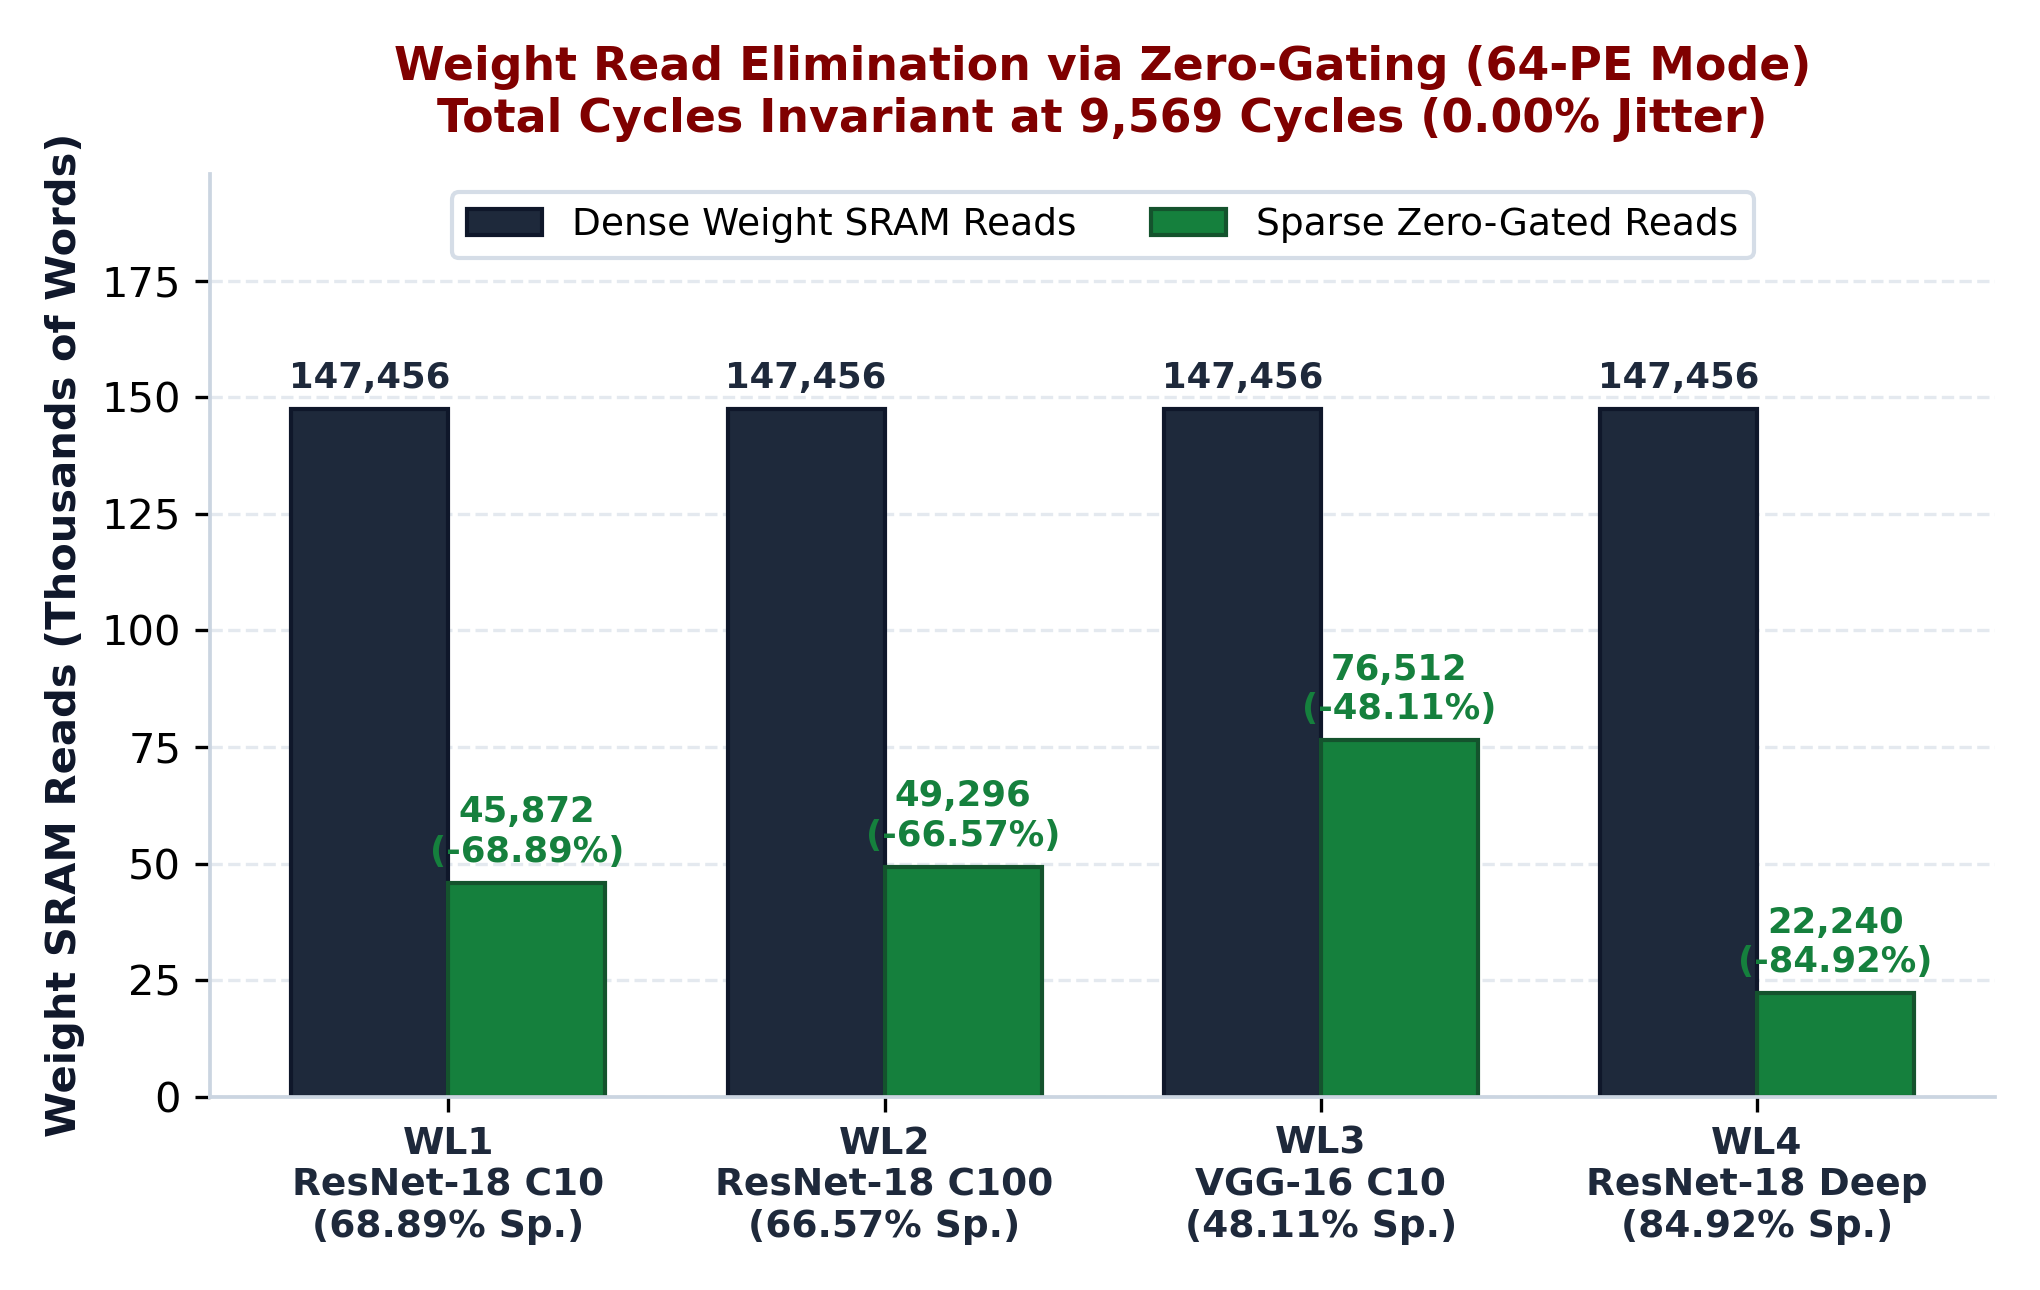 Weight Read Elimination via Zero-Gating (64-PE Mode)
Total Cycles Invariant at 9,569 Cycles (0.00% Jitter)
Dense Weight SRAM Reads
Sparse Zero-Gated Reads
Weight SRAM Reads (Thousands of Words)
175
150
125
100
75
50
25
0
147,456
45,872
(-68.89%)
147,456
49,296
(-66.57%)
147,456
76,512
(-48.11%)
147,456
22,240
(-84.92%)
WL1
ResNet-18 C10
(68.89% Sp.)
WL2
ResNet-18 C100
(66.57% Sp.)
WL3
VGG-16 C10
(48.11% Sp.)
WL4
ResNet-18 Deep
(84.92% Sp.)